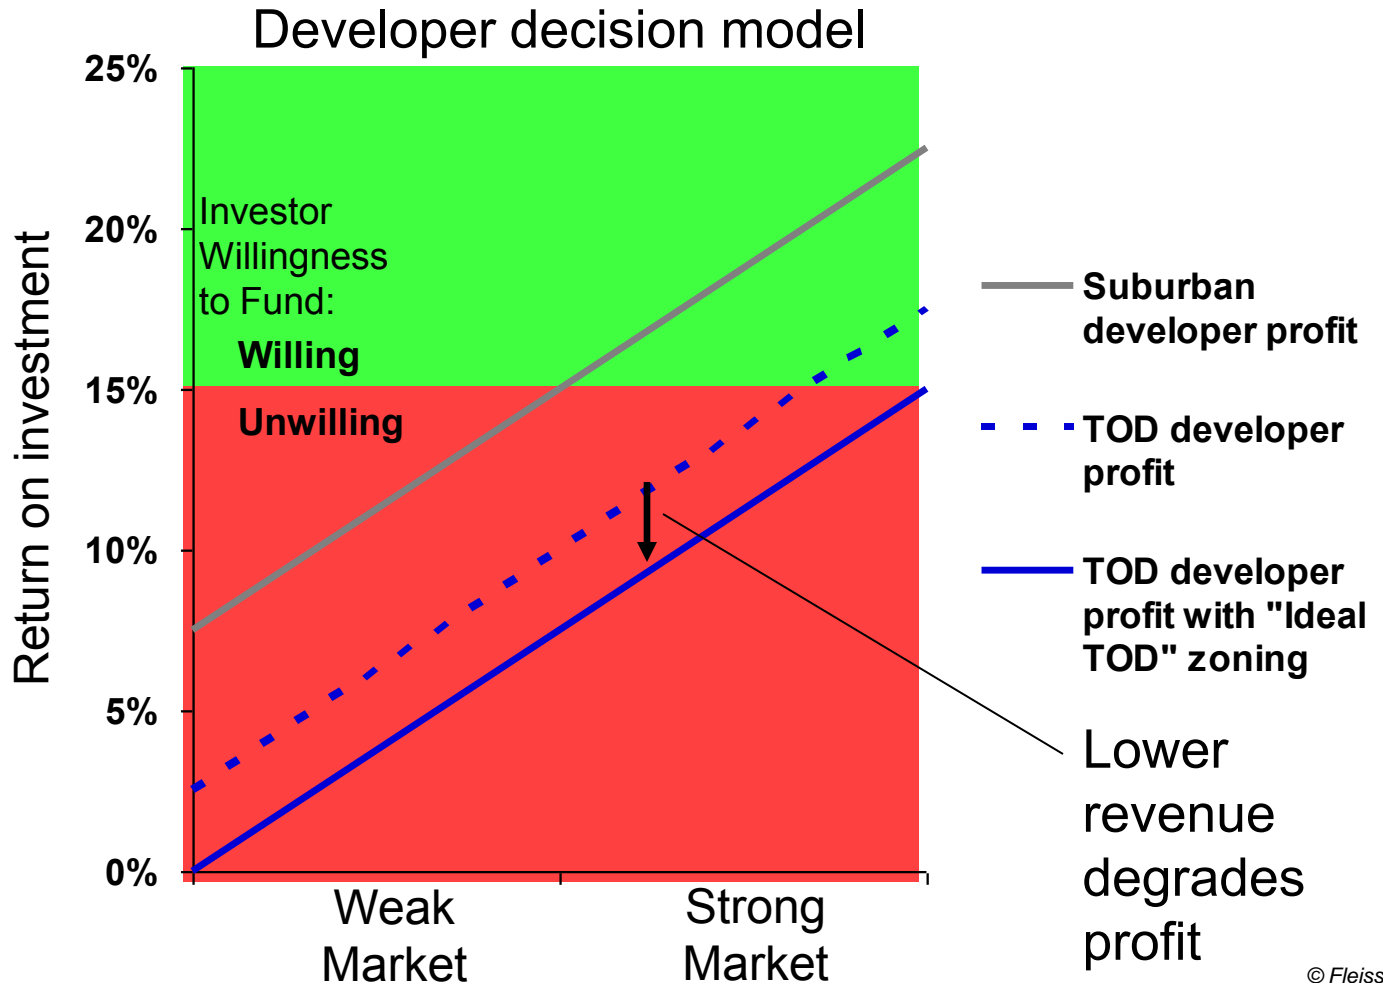 Developer decision model
25%
20%
15%
10%
5%
0%
Return on investment
Investor
Willingness
to Fund:
Willing
Unwilling
Weak
Market
Strong
Market
Suburban
developer profit
TOD developer
profit
TOD developer
profit with "Ideal
TOD" zoning
Lower
revenue
degrades
profit
© Fleiss